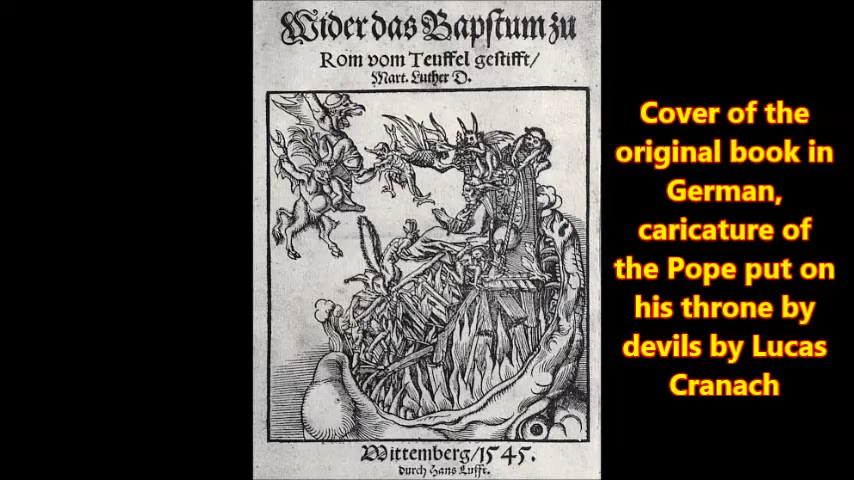 Wider das Bapstum zu
Rom vom Teuffel gestifft/
Mart. Luther D.
Wittemberg/1545.
durch Hans Lufft.
Cover of the
original book in
German,
caricature of
the Pope put on
his throne by
devils by Lucas
Cranach